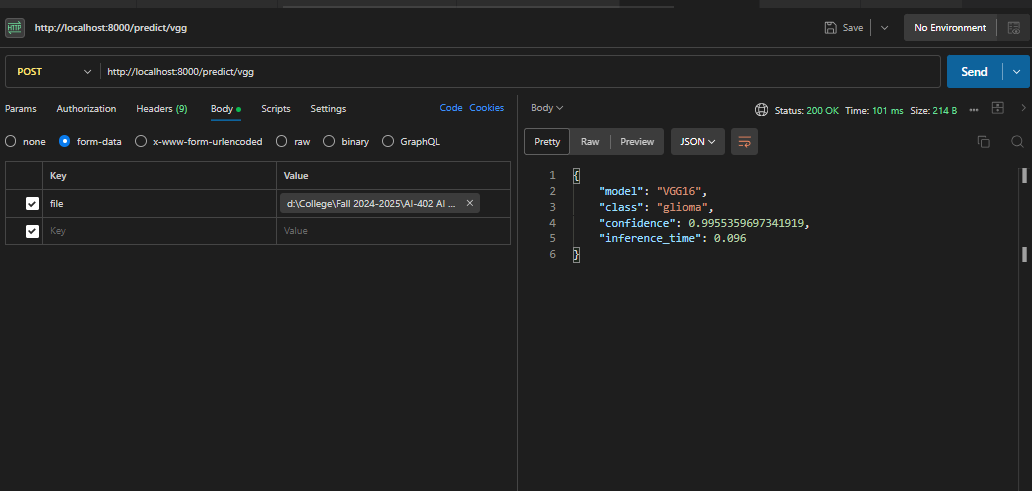 HTTP http://localhost:8000/predict/vgg Save No Environment
POST http://localhost:8000/predict/vgg Send
Params Authorization Headers (9) Body Scripts Settings Code Cookies
none form-data x-www-form-urlencoded raw binary GraphQL
Key Value
file d:\College\Fall 2024-2025\AI-402 AI ...
Key Value
Body Status: 200 OK Time: 101 ms Size: 214 B
Pretty Raw Preview JSON
1 {
2 "model": "VGG16",
3 "class": "glioma",
4 "confidence": 0.9955359697341919,
5 "inference_time": 0.096
6 }